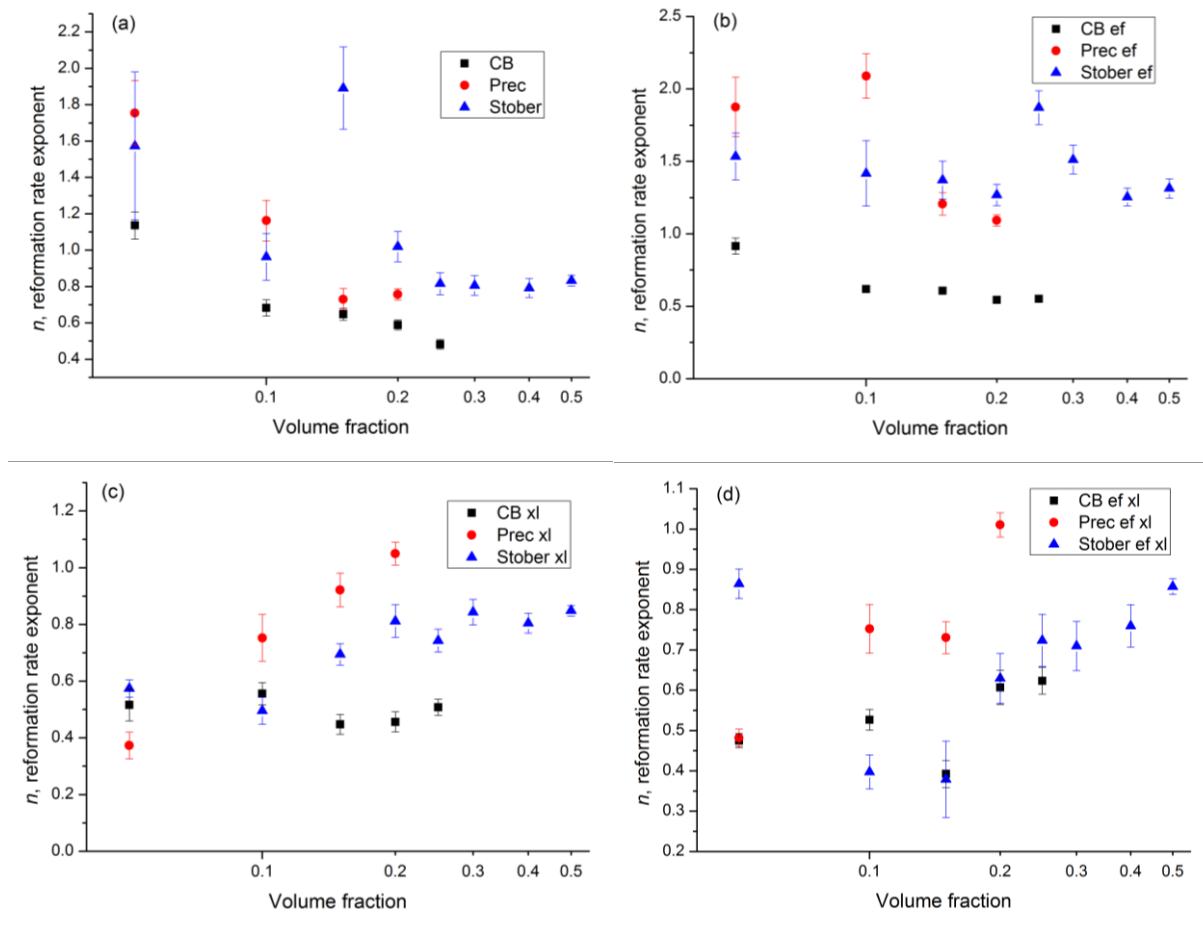 (a)
CB
Prec
Stober
2.2
2.0
1.8
1.6
1.4
1.2
1.0
0.8
0.6
0.4
n, reformation rate exponent
0.1 0.2 0.3 0.4 0.5
Volume fraction
(b)
CB ef
Prec ef
Stober ef
2.5
2.0
1.5
1.0
0.5
0.0
n, reformation rate exponent
0.1 0.2 0.3 0.4 0.5
Volume fraction
(c)
CB xl
Prec xl
Stober xl
1.2
1.0
0.8
0.6
0.4
0.2
0.0
n, reformation rate exponent
0.1 0.2 0.3 0.4 0.5
Volume fraction
(d)
CB ef xl
Prec ef xl
Stober ef xl
1.1
1.0
0.9
0.8
0.7
0.6
0.5
0.4
0.3
0.2
n, reformation rate exponent
0.1 0.2 0.3 0.4 0.5
Volume fraction